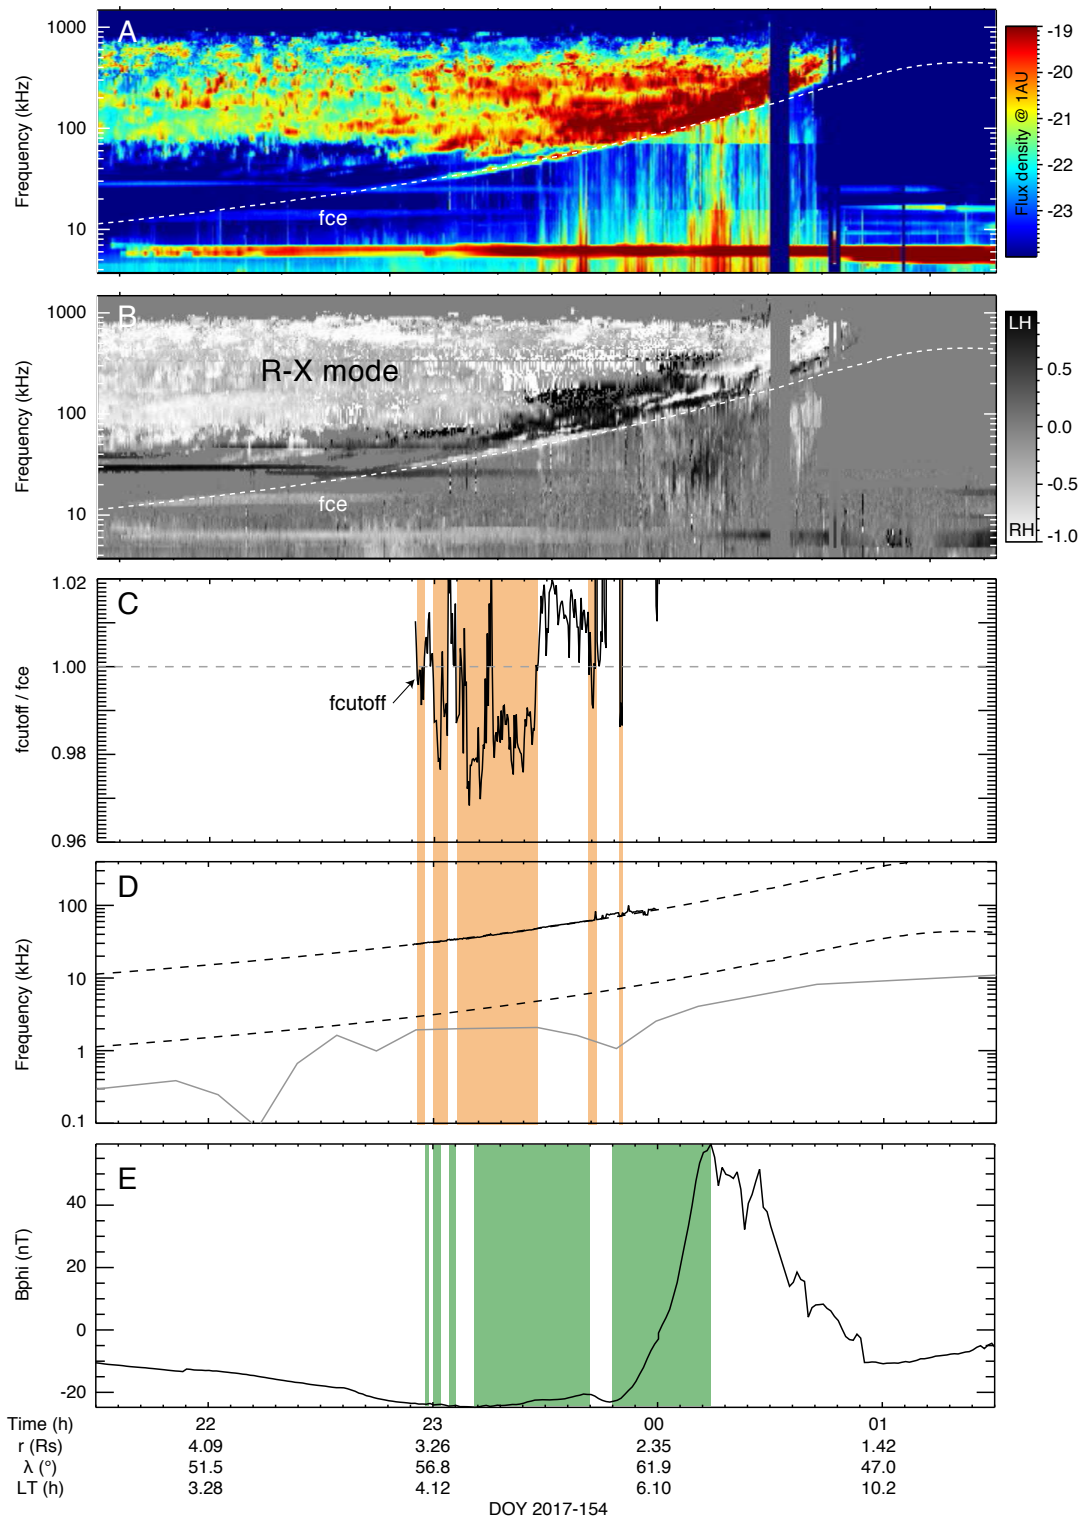 A
1000
100
10
Frequency (kHz)
fce
-19
-20
-21
-22
-23
Flux density @ 1AU
B
1000
100
10
Frequency (kHz)
R-X mode
fce
LH
0.5
0.0
-0.5
RH
-1.0
C
1.02
1.00
0.98
0.96
fcutoff / fce
fcutoff
D
100
10
1
0.1
Frequency (kHz)
E
40
20
0
-20
Bphi (nT)
Time (h) 22 23 00 01
r (Rs) 4.09 3.26 2.35 1.42
λ (°) 51.5 56.8 61.9 47.0
LT (h) 3.28 4.12 6.10 10.2
DOY 2017-154